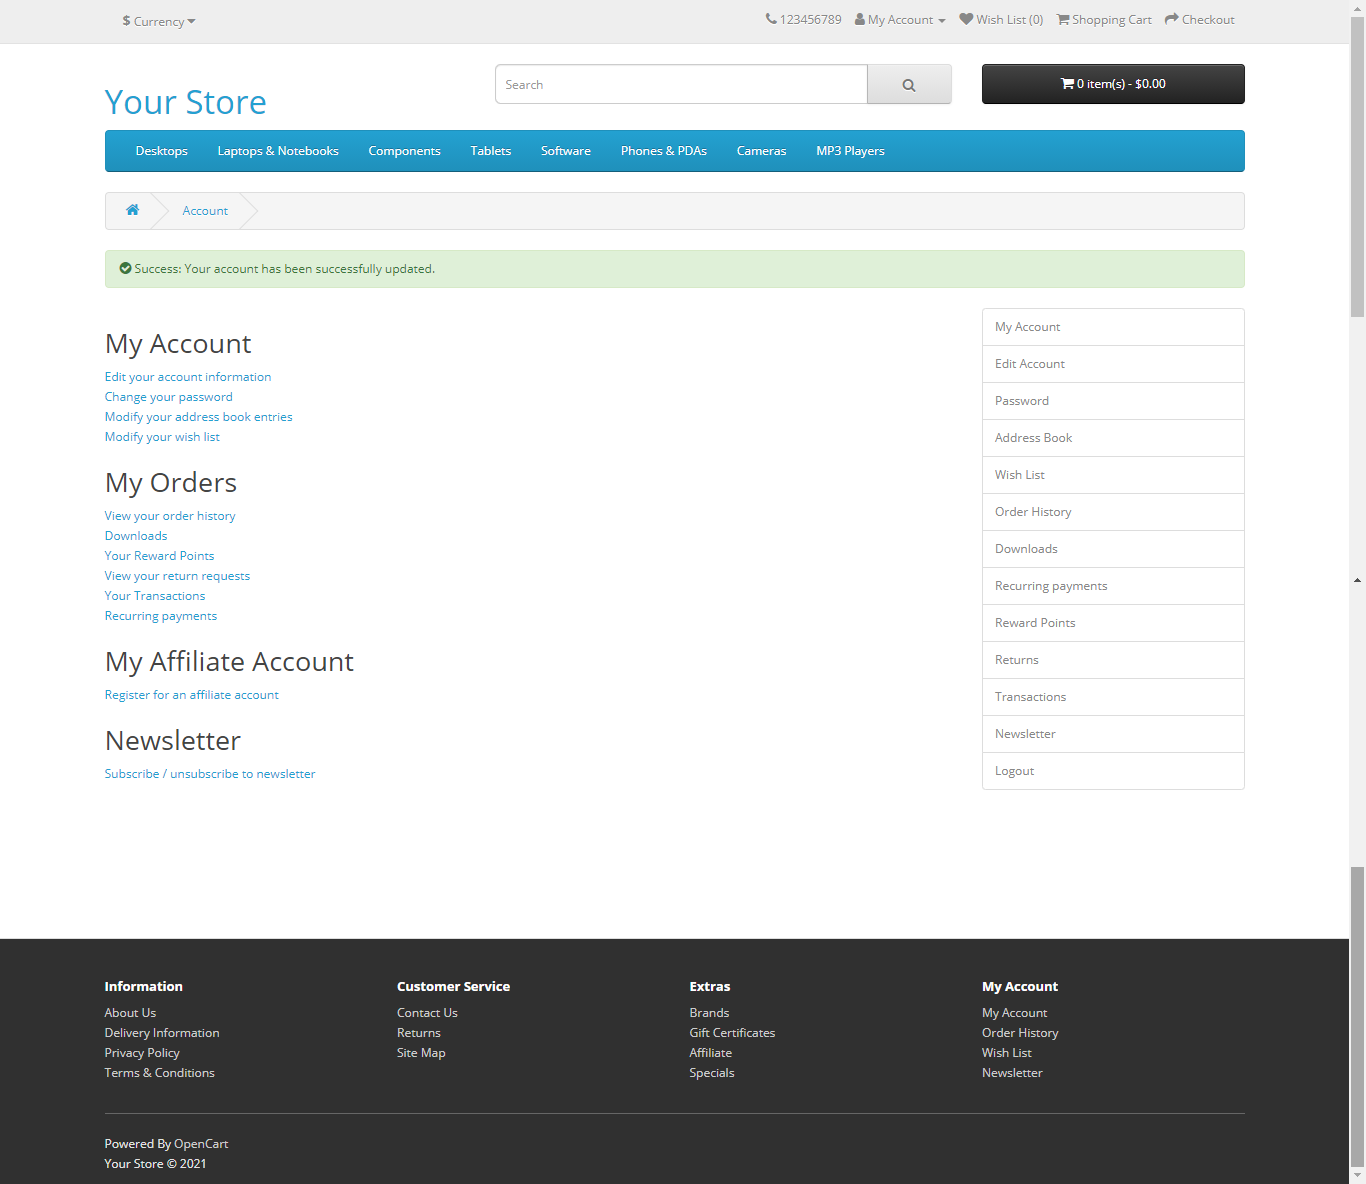 $ Currency
123456789 My Account Wish List (0) Shopping Cart Checkout
Your Store
Search
0 item(s) - $0.00
Desktops Laptops & Notebooks Components Tablets Software Phones & PDAs Cameras MP3 Players
Account
Success: Your account has been successfully updated.
My Account
Edit your account information
Change your password
Modify your address book entries
Modify your wish list
My Orders
View your order history
Downloads
Your Reward Points
View your return requests
Your Transactions
Recurring payments
My Affiliate Account
Register for an affiliate account
Newsletter
Subscribe / unsubscribe to newsletter
My Account
Edit Account
Password
Address Book
Wish List
Order History
Downloads
Recurring payments
Reward Points
Returns
Transactions
Newsletter
Logout
Information
About Us
Delivery Information
Privacy Policy
Terms & Conditions
Customer Service
Contact Us
Returns
Site Map
Extras
Brands
Gift Certificates
Affiliate
Specials
My Account
My Account
Order History
Wish List
Newsletter
Powered By OpenCart
Your Store © 2021